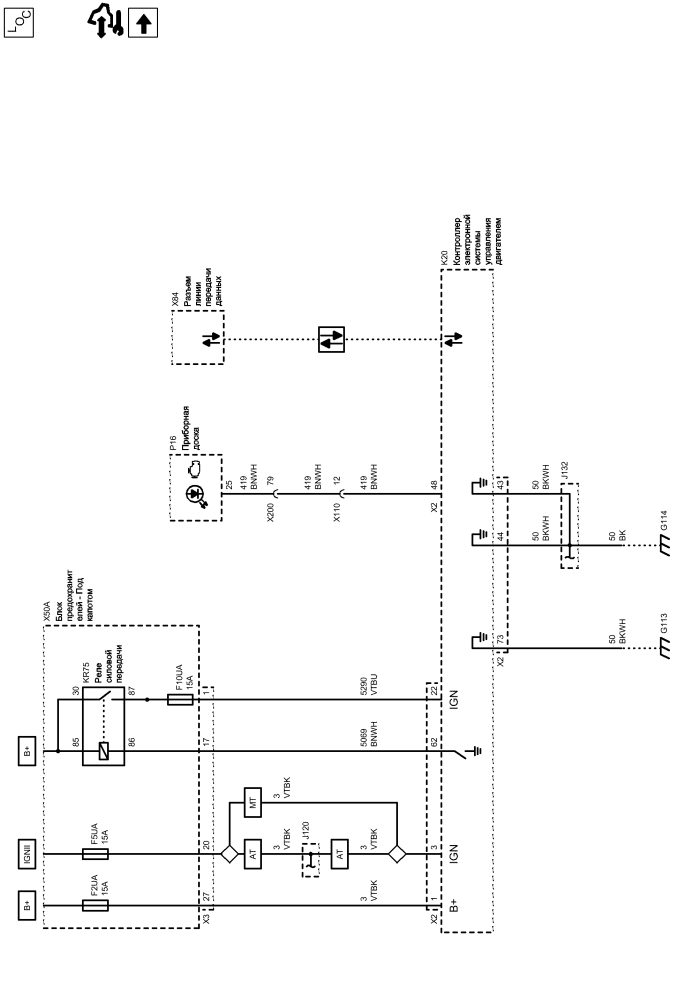 LOC
X84
Разъем
линии
передачи
данных
K20
Контроллер
электронной
системы
управления
двигателем
P16
Приборная
доска
25
419
BNWH
79
X200
419
BNWH
12
X110
419
BNWH
48
X2
43
44
73
X2
50
BKWH
50
BKWH
J132
50
BK
G114
50
BKWH
G113
X50A
Блок
предохранит
елей - Под
капотом
KR75
Реле
силовой
передачи
30
87
85
86
F10UA
15A
1
17
5290
VTBU
22
IGN
5069
BNWH
62
B+
IGNII
F5UA
15A
20
MT
3
VTBK
AT
3
VTBK
J120
AT
3
VTBK
3
IGN
B+
F2UA
15A
27
X3
3
VTBK
1
X2
B+